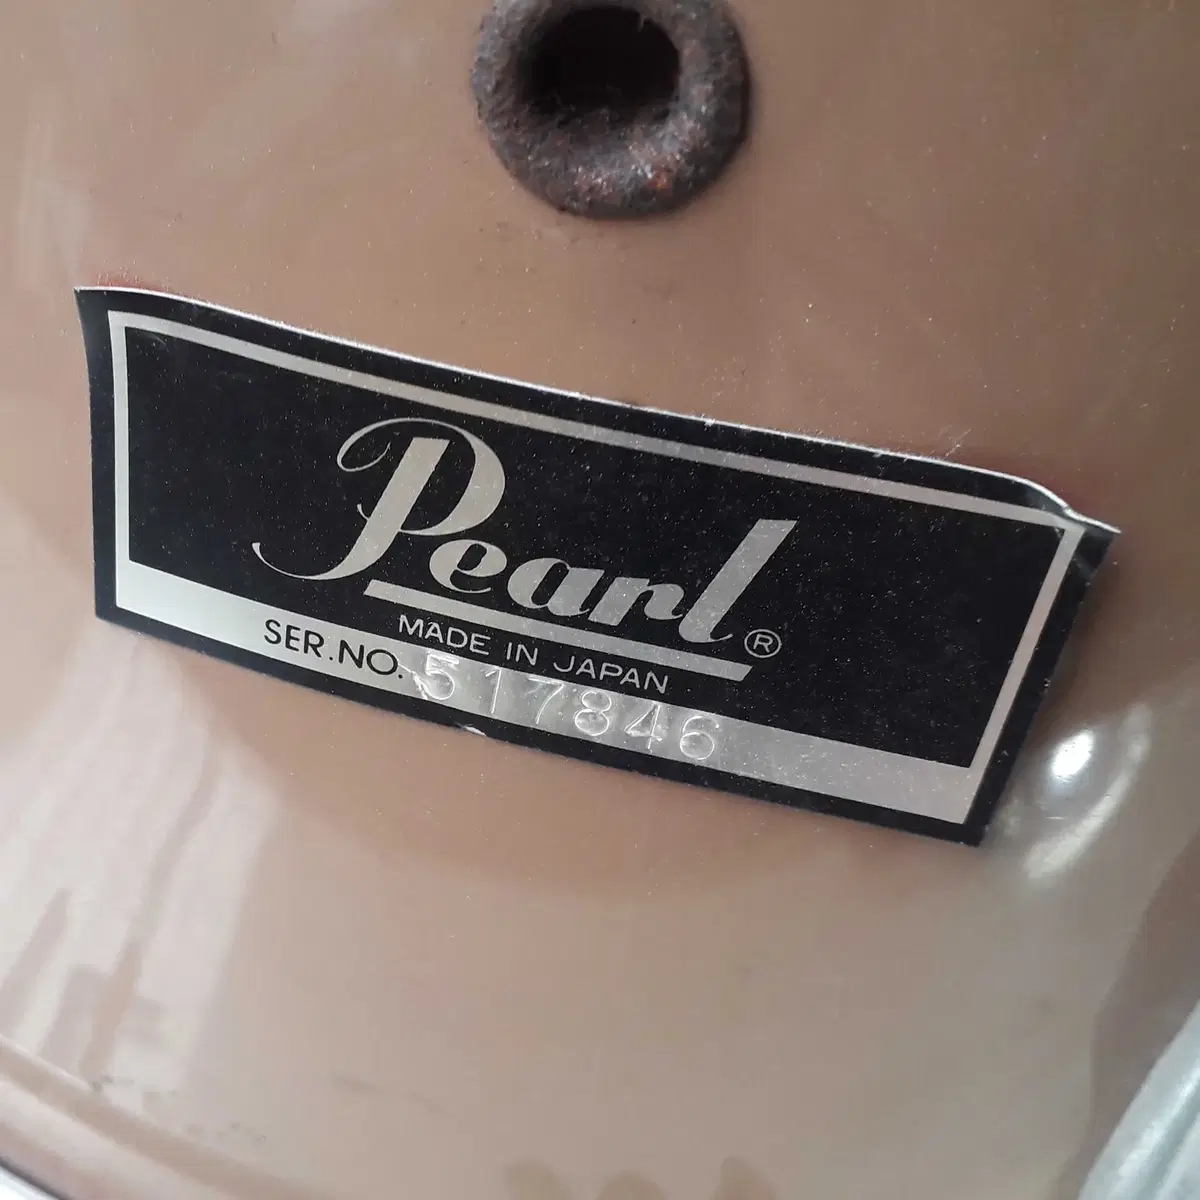 Pearl®
MADE IN JAPAN
SER.NO. 517846